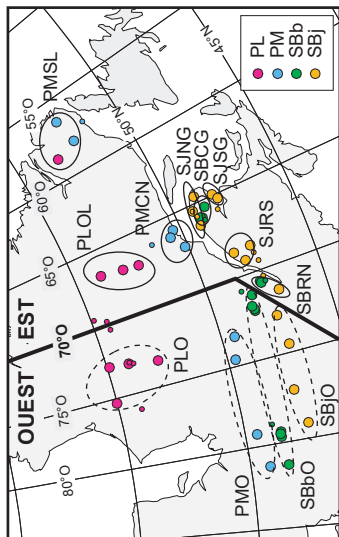 OUEST
EST
55°O
50°N
45°N
60°O
65°O
70°O
75°O
80°O
PMSL
PLOL
PMCN
SJNG
SBCG
SJSG
SJRS
SBRN
PLO
PMO
SBbO
SBjO
PL
PM
SBb
SBj